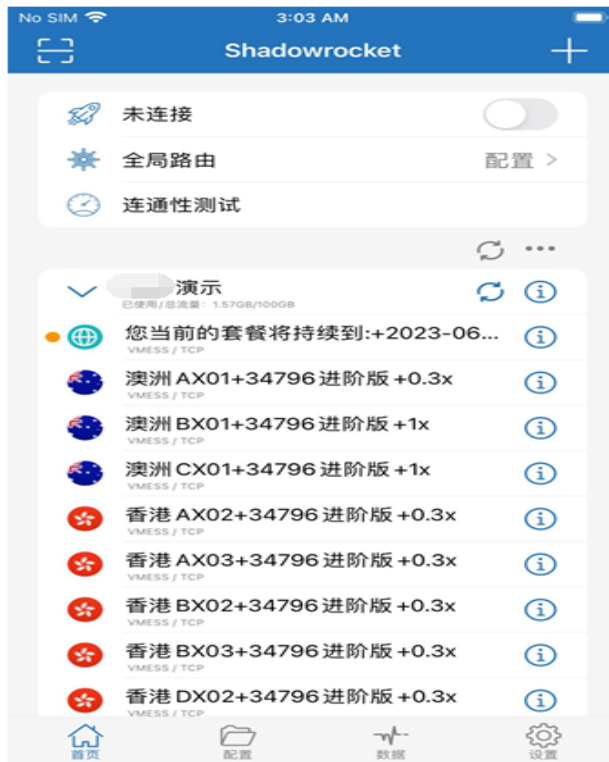 No SIM 3:03 AM
Shadowrocket
未连接
全局路由 配置
连通性测试
演示
已使用/总流量：1.57GB/100GB
您当前的套餐将持续到:+2023-06...
VMESS / TCP
澳洲 AX01+34796 进阶版 +0.3x
VMESS / TCP
澳洲 BX01+34796 进阶版 +1x
VMESS / TCP
澳洲 CX01+34796 进阶版 +1x
VMESS / TCP
香港 AX02+34796 进阶版 +0.3x
VMESS / TCP
香港 AX03+34796 进阶版 +0.3x
VMESS / TCP
香港 BX02+34796 进阶版 +0.3x
VMESS / TCP
香港 BX03+34796 进阶版 +0.3x
VMESS / TCP
香港 DX02+34796 进阶版 +0.3x
VMESS / TCP
首页 配置 数据 设置